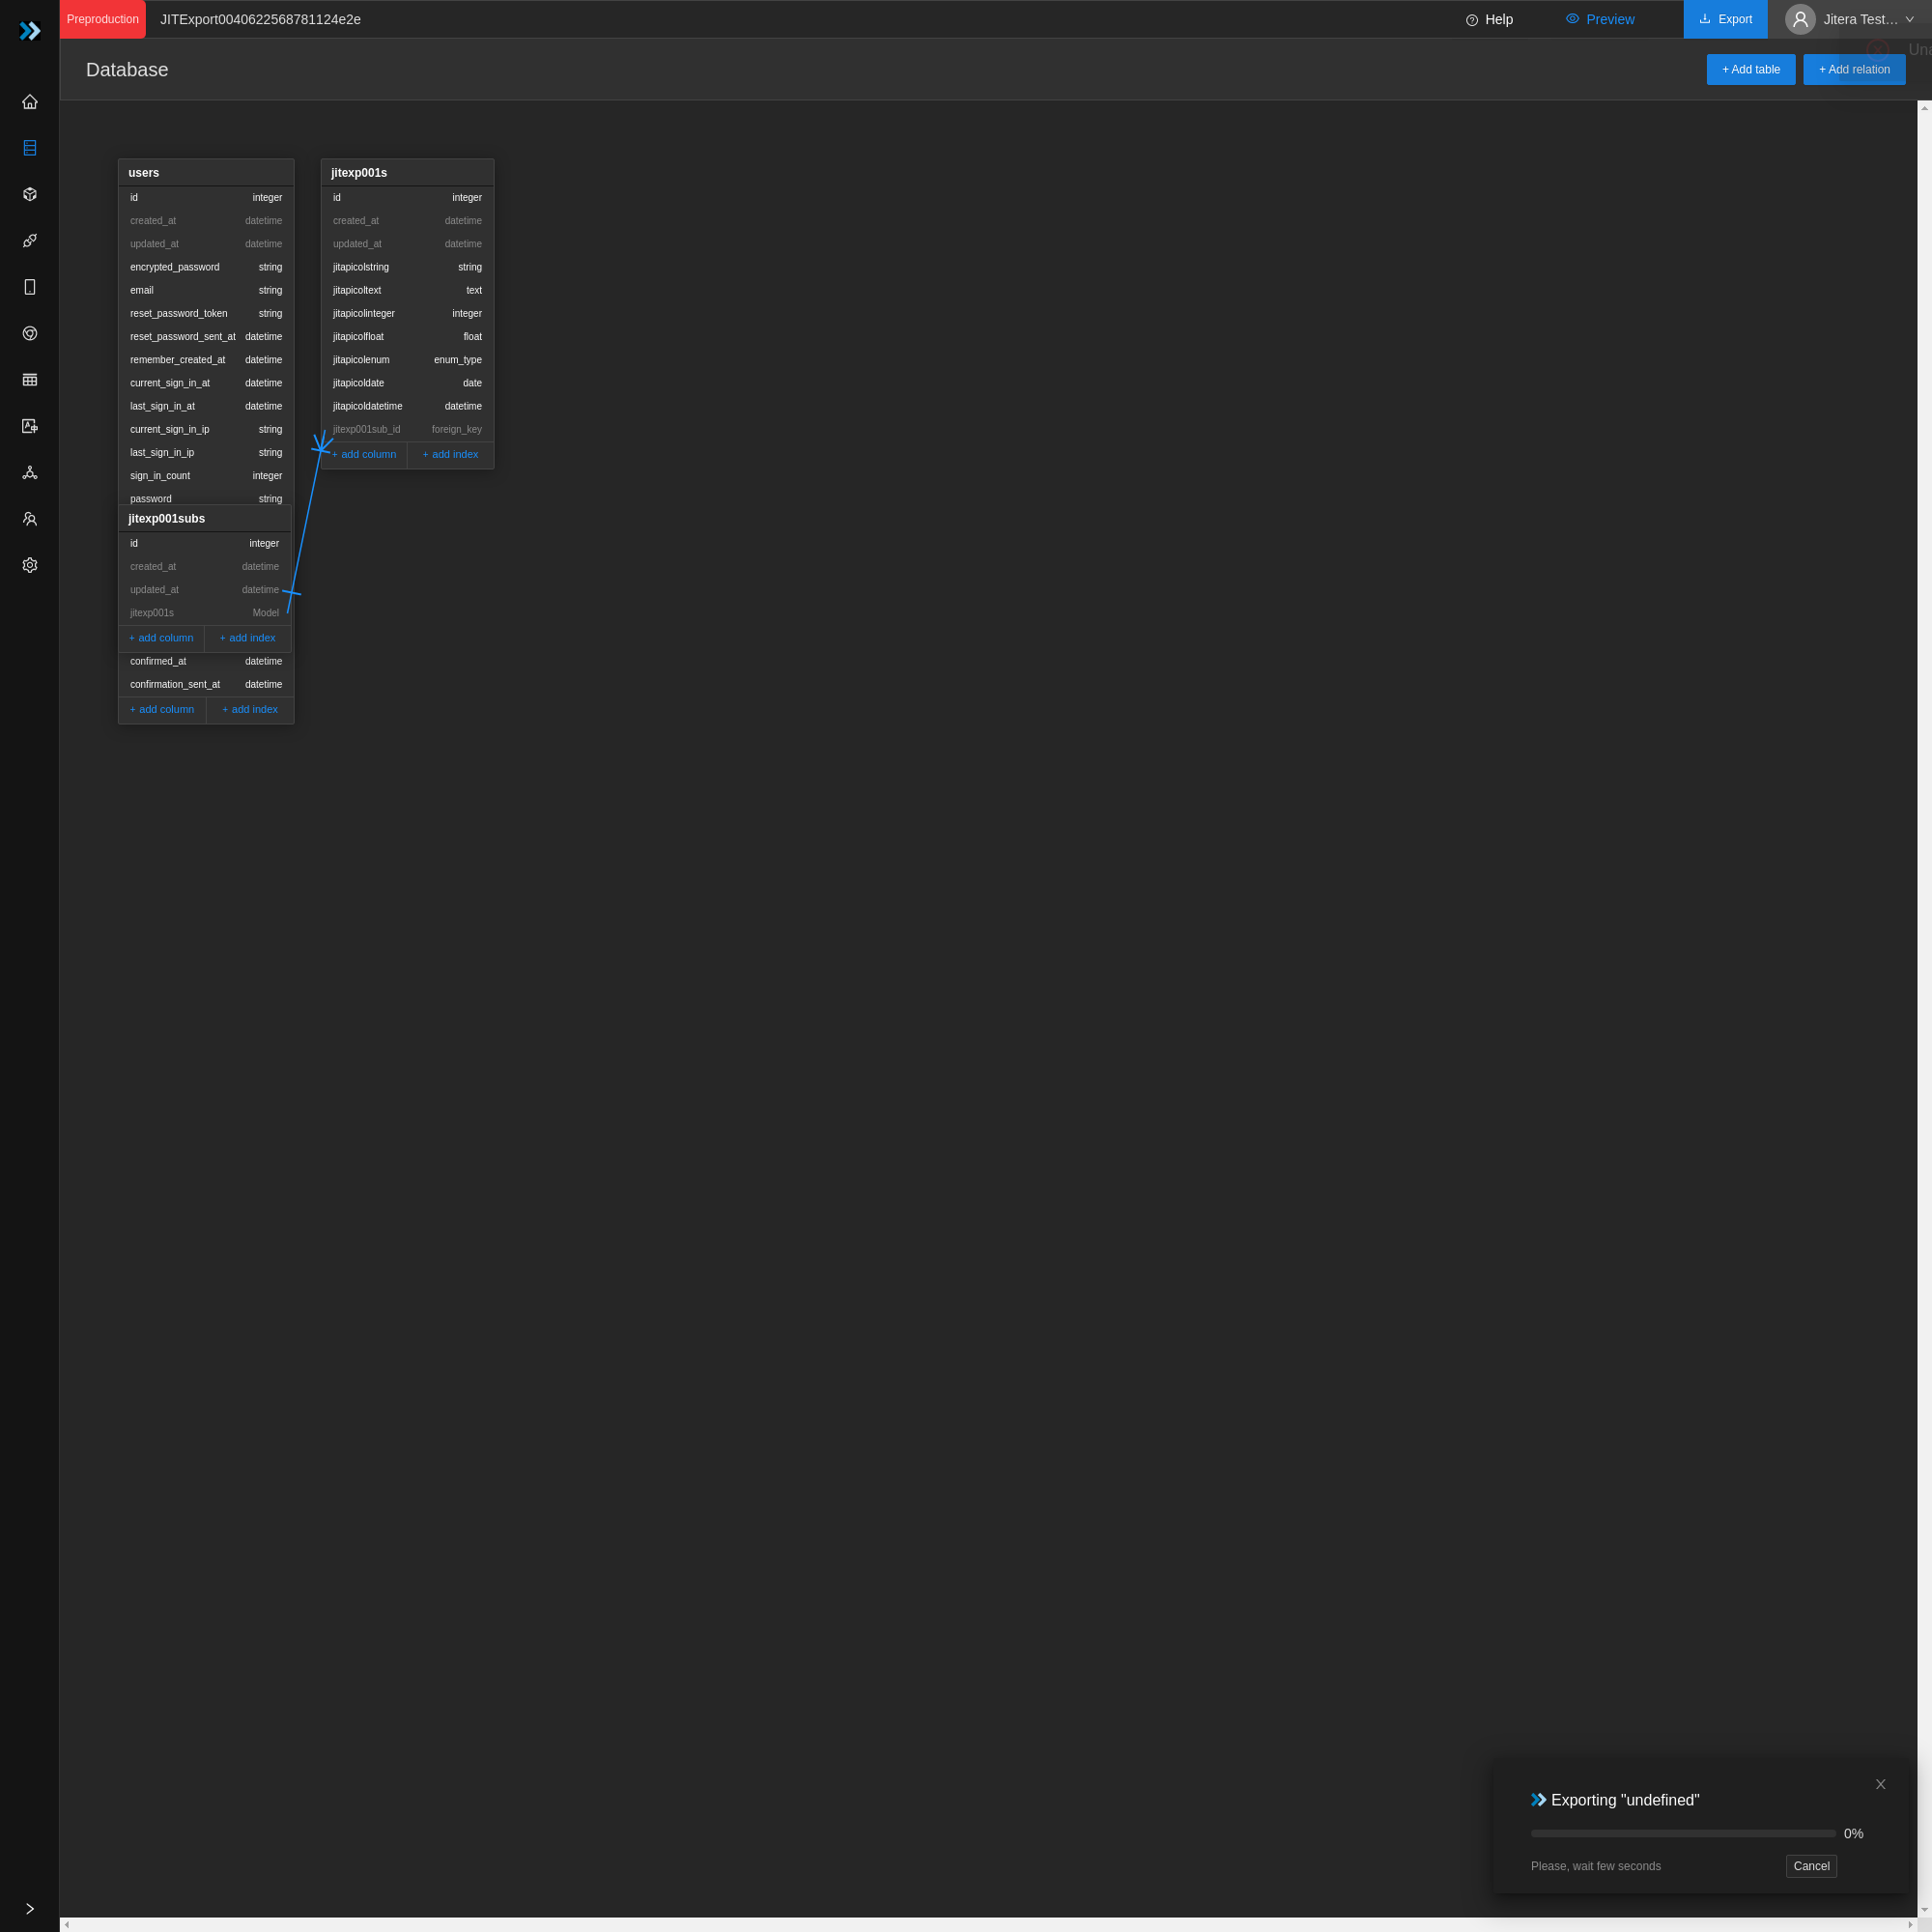 Preproduction
JITExport0040622568781124e2e
Help
Preview
Export
Jitera Test...
Database
+ Add table
+ Add relation
Una
users
id integer
created_at datetime
updated_at datetime
encrypted_password string
email string
reset_password_token string
reset_password_sent_at datetime
remember_created_at datetime
current_sign_in_at datetime
last_sign_in_at datetime
current_sign_in_ip string
last_sign_in_ip string
sign_in_count integer
password string
jitexp001subs
id integer
created_at datetime
updated_at datetime
jitexp001s Model
+ add column + add index
confirmed_at datetime
confirmation_sent_at datetime
+ add column + add index
jitexp001s
id integer
created_at datetime
updated_at datetime
jitapicolstring string
jitapicoltext text
jitapicolinteger integer
jitapicolfloat float
jitapicolenum enum_type
jitapicoldate date
jitapicoldatetime datetime
jitexp001sub_id foreign_key
+ add column + add index
Exporting "undefined"
0%
Please, wait few seconds
Cancel